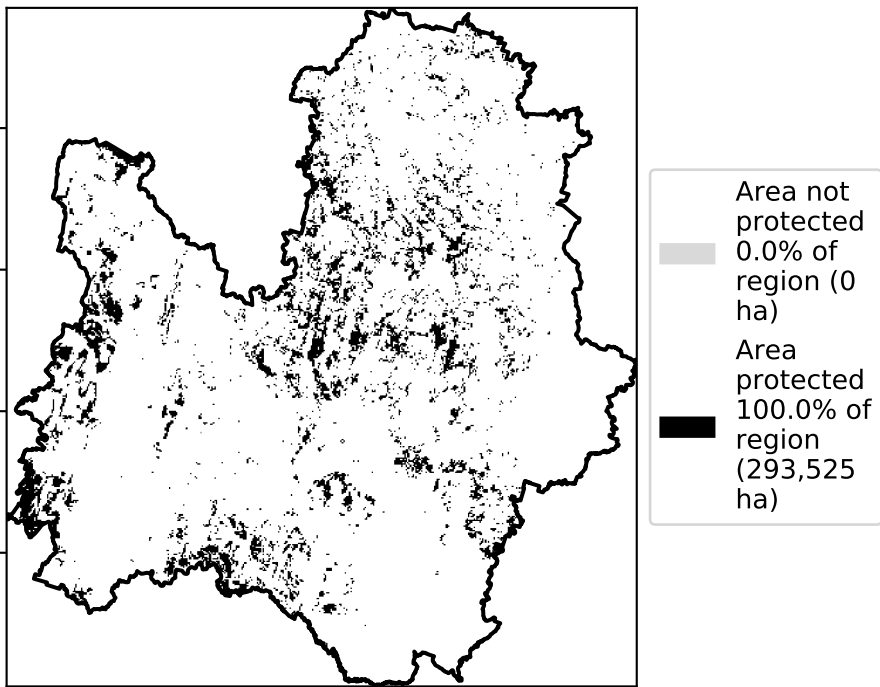 Area not
protected
0.0% of
region (0
ha)
Area
protected
100.0% of
region
(293,525
ha)